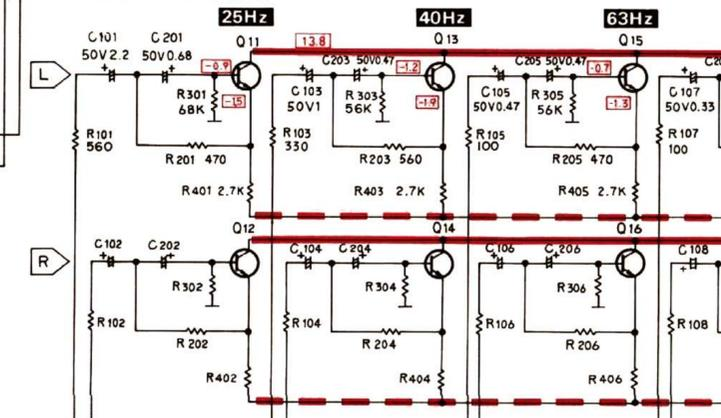 25Hz 40Hz 63Hz
C101 C201 Q11 13.8 Q13 Q15
50V2.2 50V0.68 C203 50V0.47 C205 50V0.47
L -0.9 -1.2 -0.7
R301 -1.5 C103 R303 -1.9 C105 R305 -1.3 C107
68K 50V1 56K 50V0.47 56K 50V0.33
R101 R103 R105 R107
560 330 100 100
R201 470 R203 560 R205 470
R401 2.7K R403 2.7K R405 2.7K
Q12 Q14 Q16
C102 C202 C104 C204 C106 C206 C108
R
R302 R304 R306
R102 R104 R106 R108
R202 R204 R206
R402 R404 R406